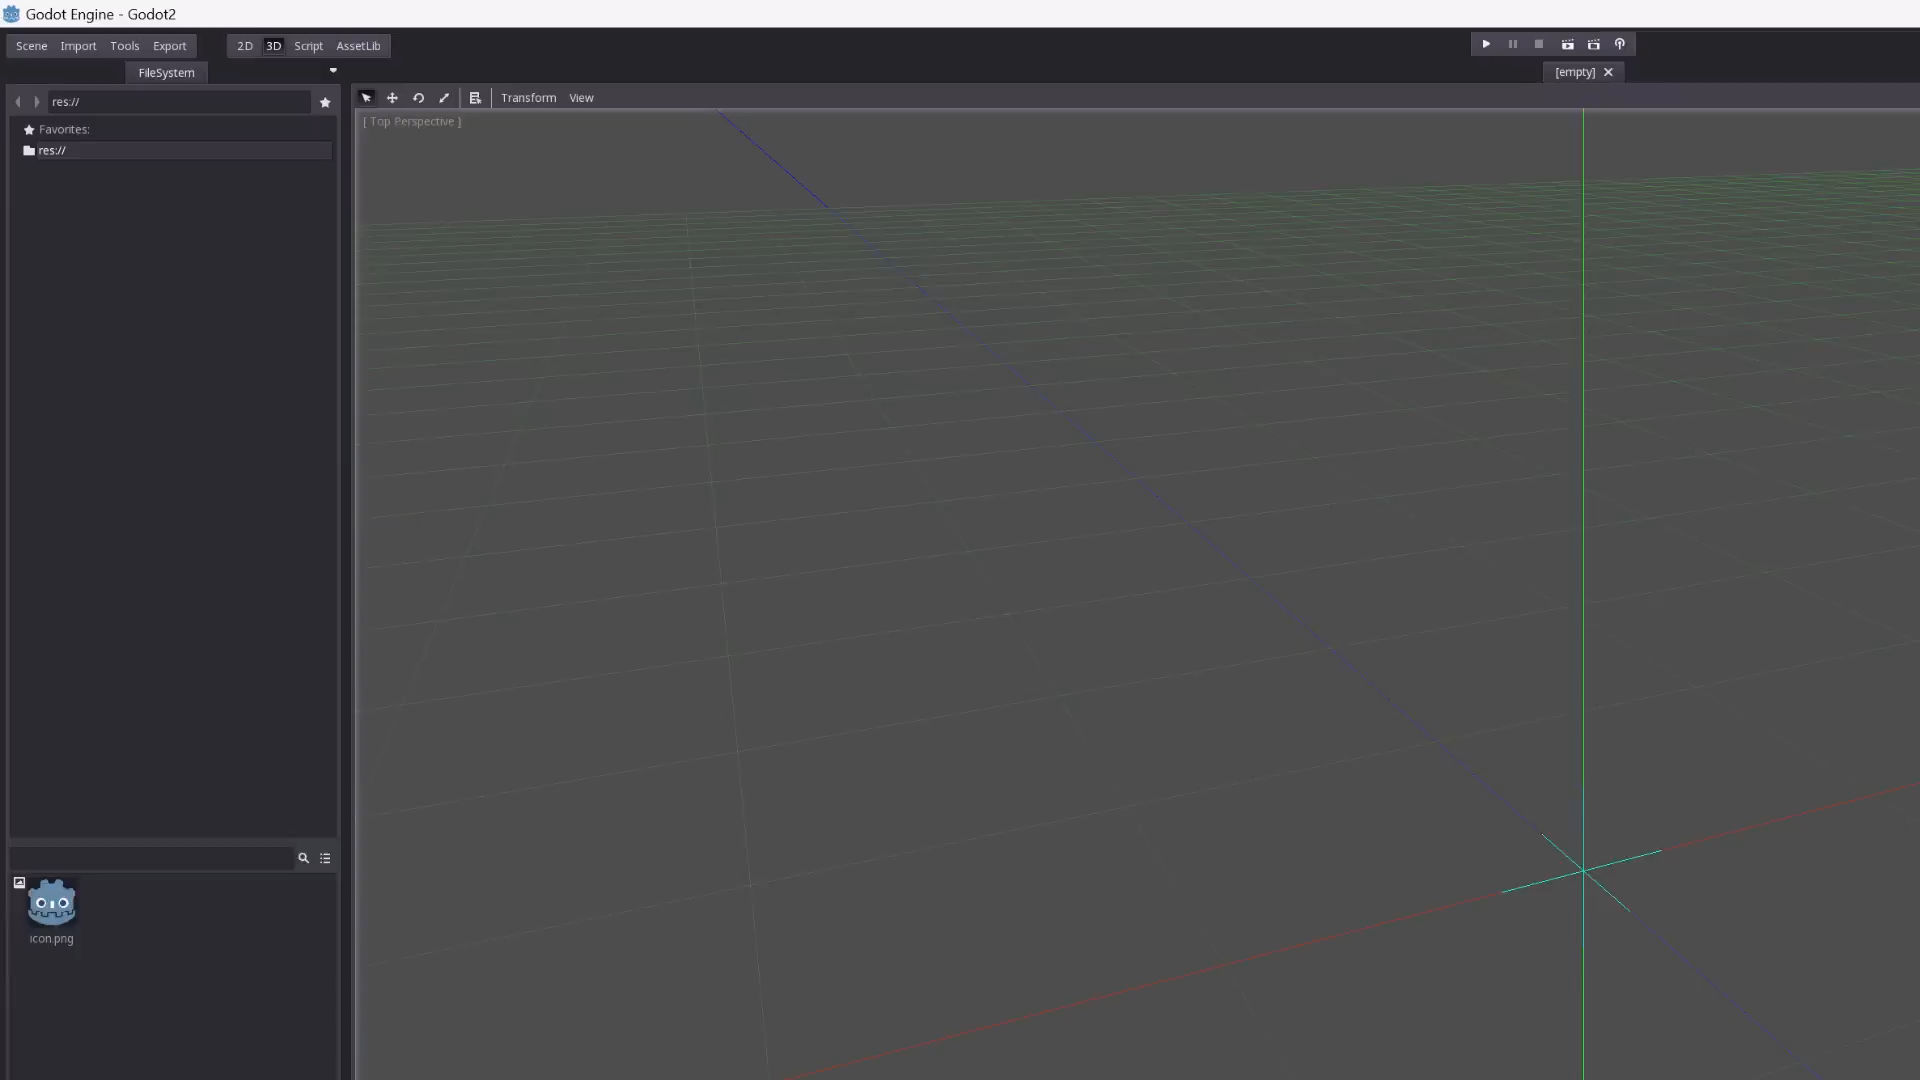 Godot Engine - Godot2
Scene Import Tools Export 2D 3D Script AssetLib
FileSystem [empty]
res:// Transform View
[ Top Perspective ]
Favorites:
res://
icon.png